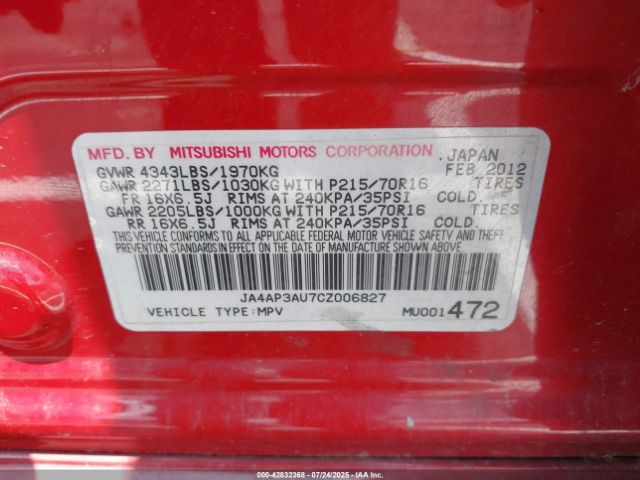 MFD. BY MITSUBISHI MOTORS CORPORATION, JAPAN
GVWR 4343LBS/1970KG FEB 2012
GAWR 2271LBS/1030KG WITH P215/70R16 TIRES
FR 16X6.5J RIMS AT 240KPA/35PSI COLD
GAWR 2205LBS/1000KG WITH P215/70R16 TIRES
RR 16X6.5J RIMS AT 240KPA/35PSI COLD.
THIS VEHICLE CONFORMS TO ALL APPLICABLE FEDERAL MOTOR VEHICLE SAFETY AND THEFT
PREVENTION STANDARDS IN EFFECT ON THE DATE OF MANUFACTURE SHOWN ABOVE.
JA4AP3AU7CZ006827
VEHICLE TYPE:MPV MU001472
000-42832368 - 07/24/2025 - IAAI.CA